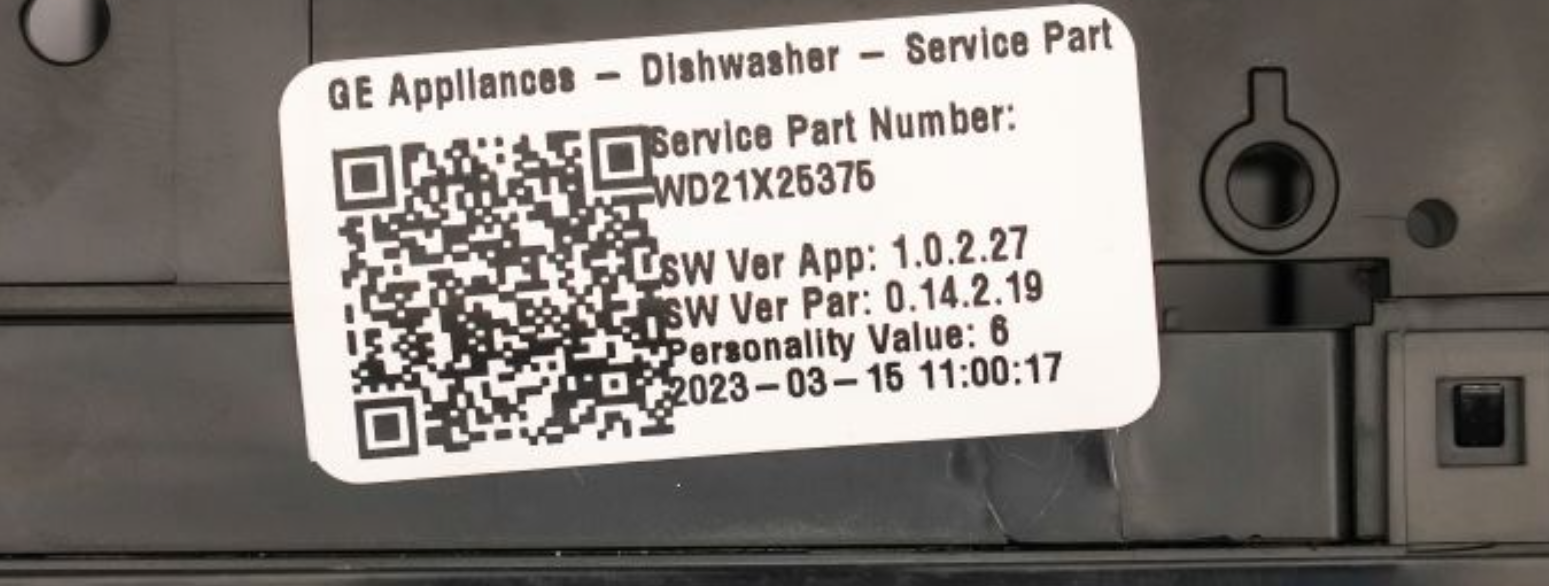 GE Appliances – Dishwasher – Service Part
Service Part Number:
WD21X25375
SW Ver App: 1.0.2.27
SW Ver Par: 0.14.2.19
Personality Value: 6
2023–03–15 11:00:17